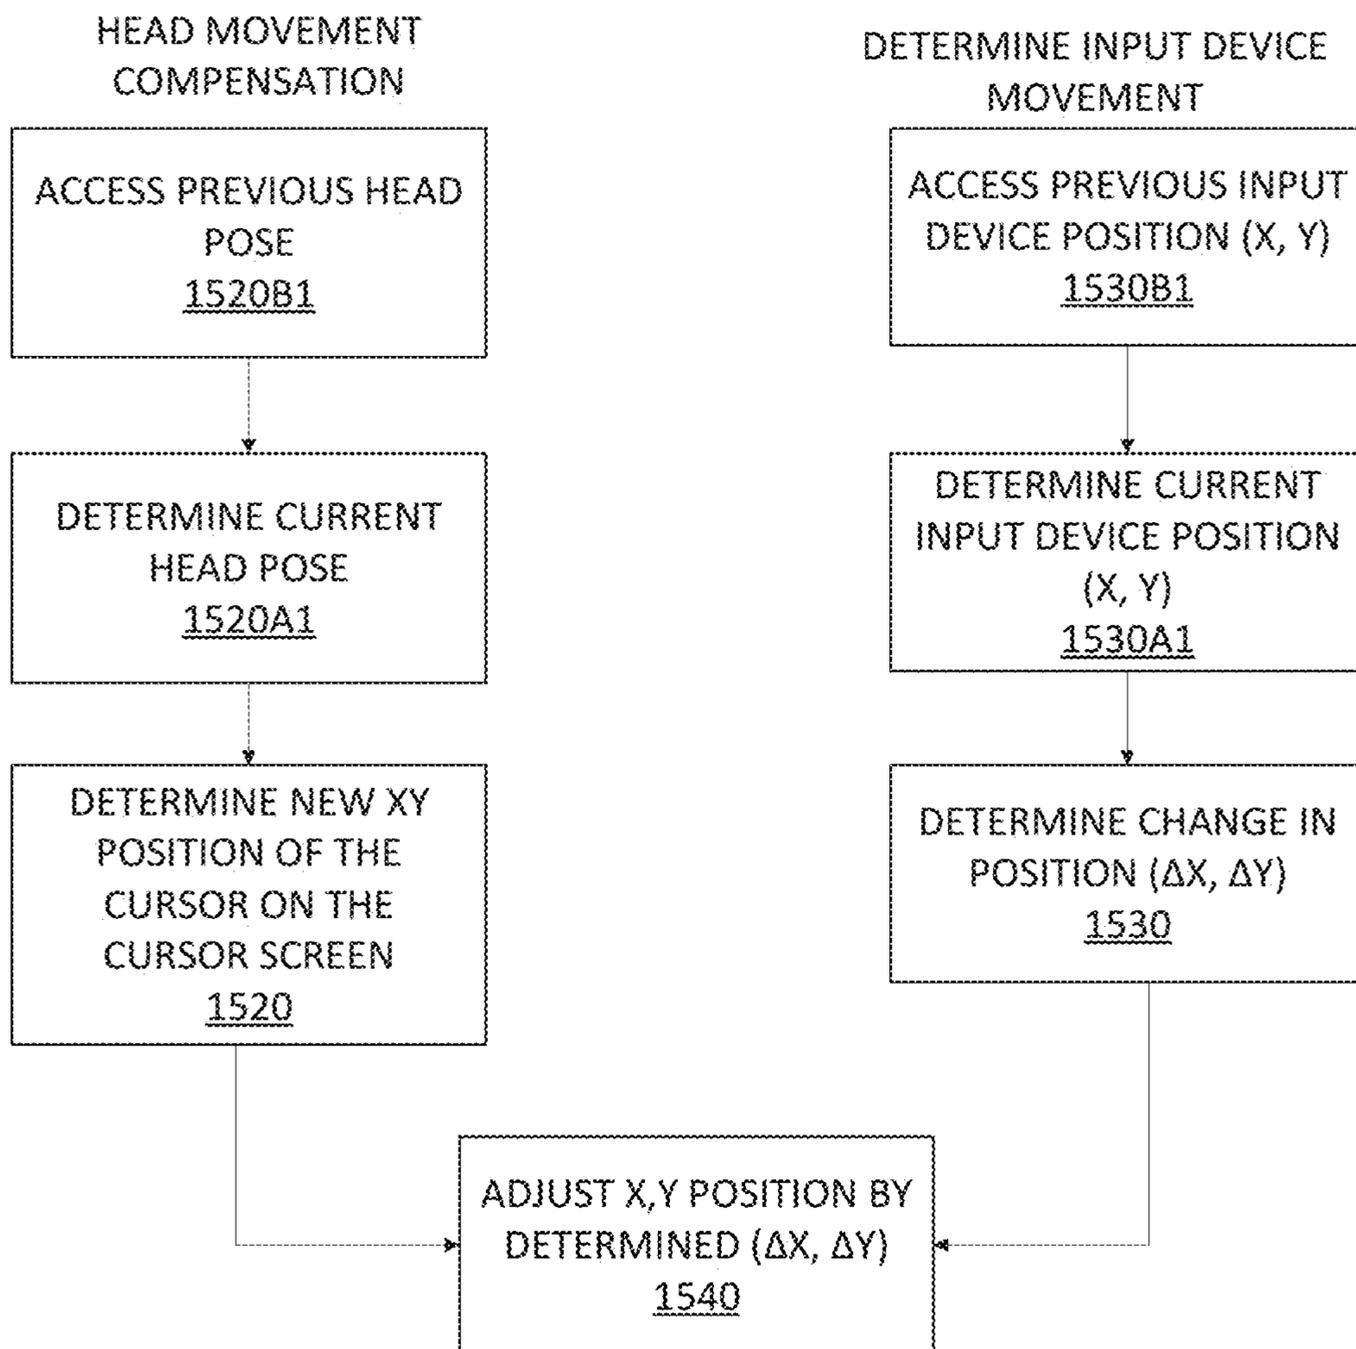 HEAD MOVEMENT
COMPENSATION
ACCESS PREVIOUS HEAD
POSE
1520B1
DETERMINE CURRENT
HEAD POSE
1520A1
DETERMINE NEW XY
POSITION OF THE
CURSOR ON THE
CURSOR SCREEN
1520
DETERMINE INPUT DEVICE
MOVEMENT
ACCESS PREVIOUS INPUT
DEVICE POSITION (X, Y)
1530B1
DETERMINE CURRENT
INPUT DEVICE POSITION
(X, Y)
1530A1
DETERMINE CHANGE IN
POSITION (ΔX, ΔY)
1530
ADJUST X,Y POSITION BY
DETERMINED (ΔX, ΔY)
1540